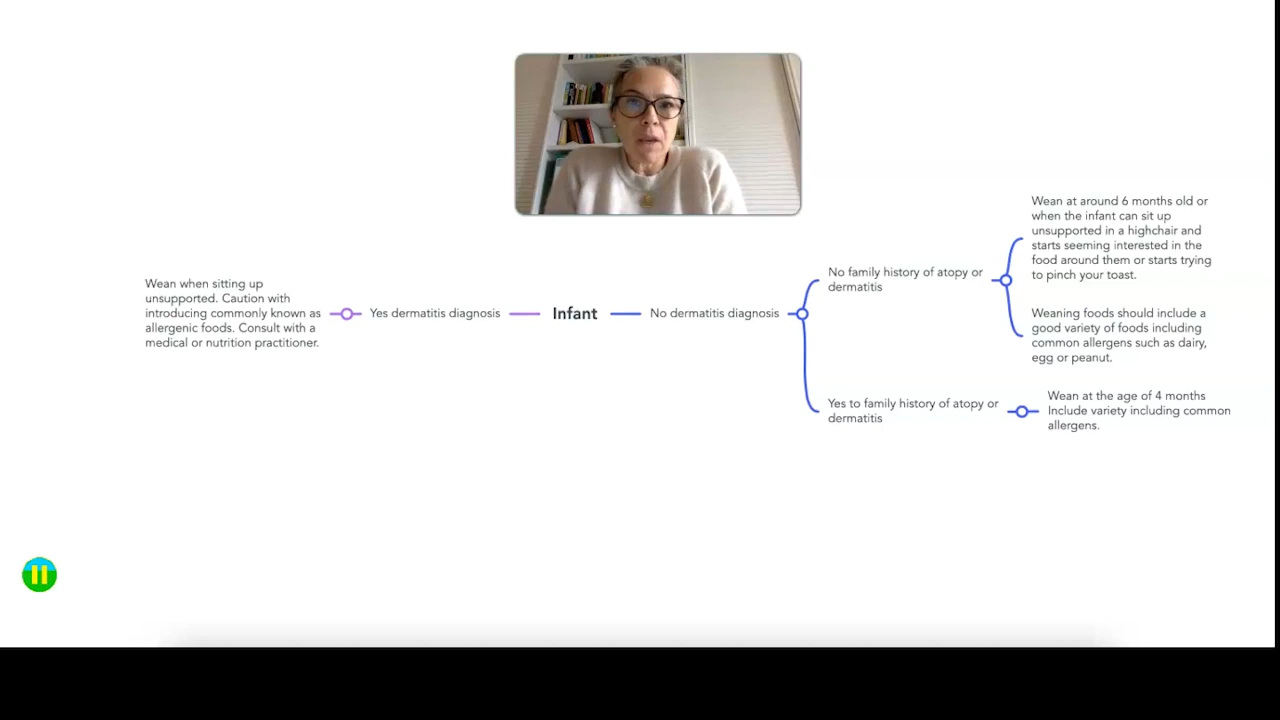 Wean when sitting up
unsupported. Caution with
introducing commonly known as
allergenic foods. Consult with a
medical or nutrition practitioner.
Yes dermatitis diagnosis
Infant
No dermatitis diagnosis
No family history of atopy or
dermatitis
Wean at around 6 months old or
when the infant can sit up
unsupported in a highchair and
starts seeming interested in the
food around them or starts trying
to pinch your toast.
Weaning foods should include a
good variety of foods including
common allergens such as dairy,
egg or peanut.
Yes to family history of atopy or
dermatitis
Wean at the age of 4 months
Include variety including common
allergens.